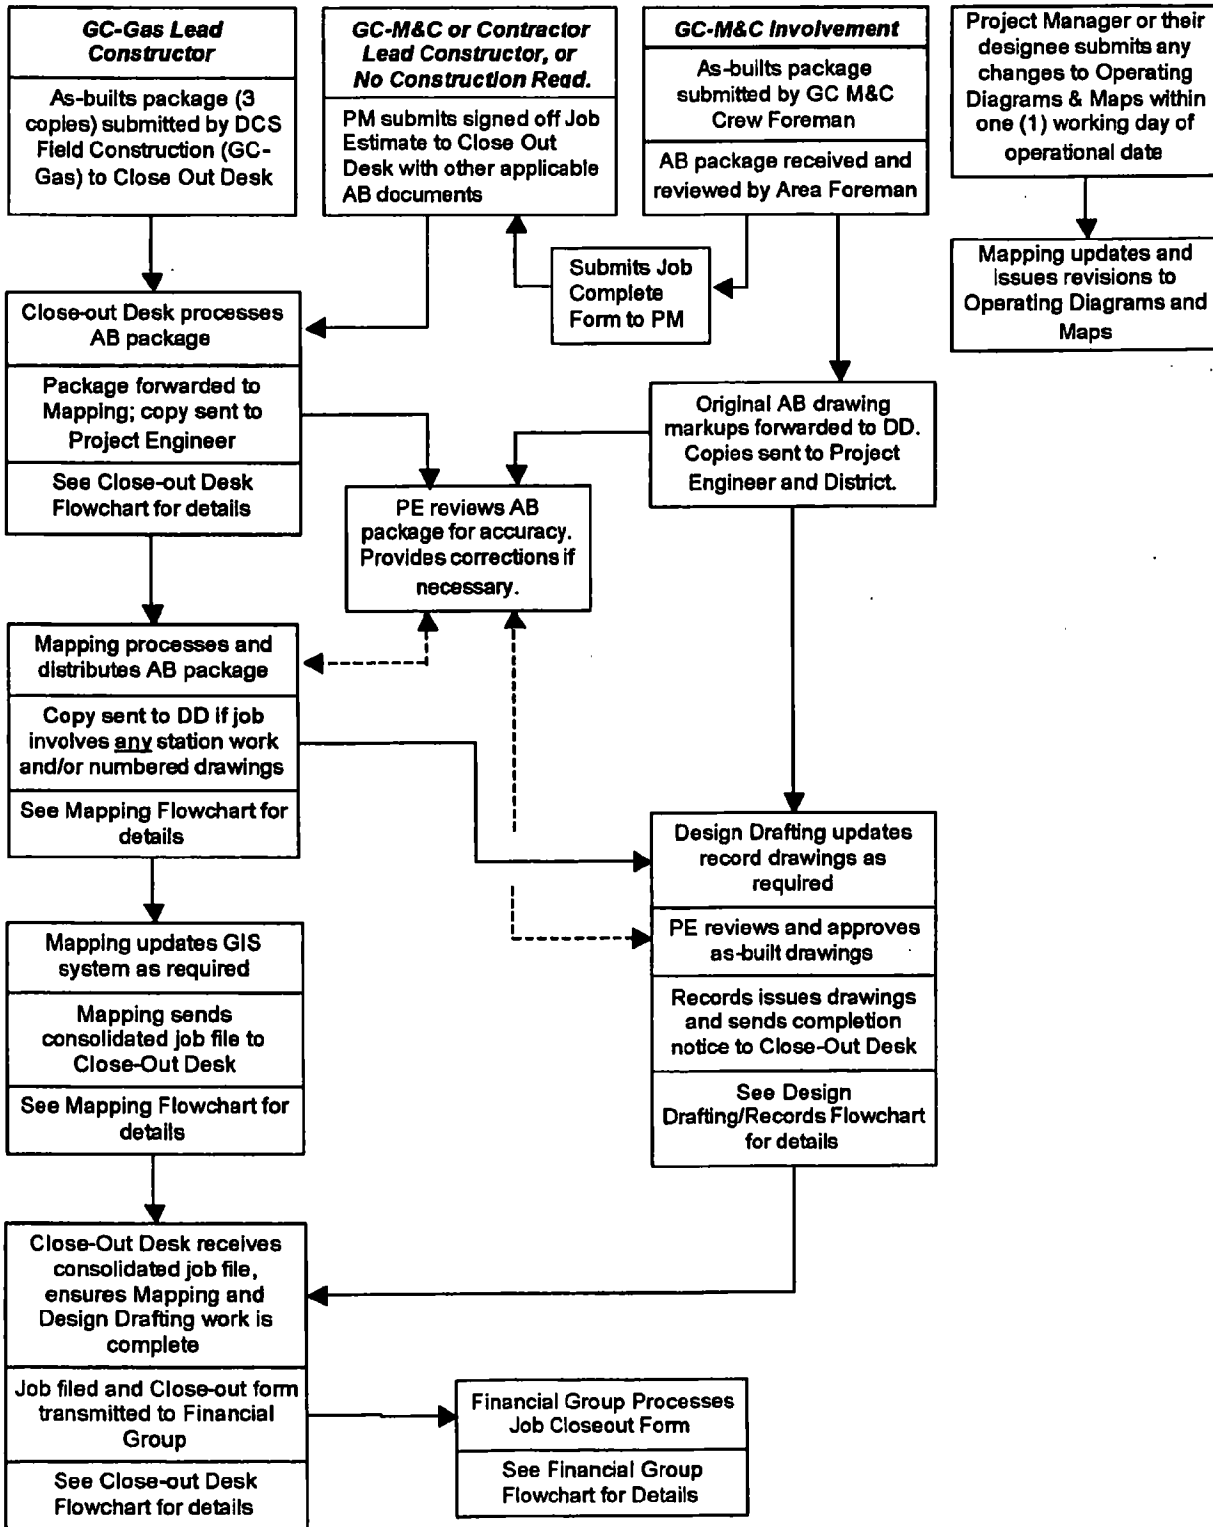 GC-Gas Lead
Constructor
As-builts package (3
copies) submitted by DCS
Field Construction (GC-
Gas) to Close Out Desk
GC-M&C or Contractor
Lead Constructor, or
No Construction Read.
PM submits signed off Job
Estimate to Close Out
Desk with other applicable
AB documents
GC-M&C Involvement
As-builts package
submitted by GC M&C
Crew Foreman
AB package received and
reviewed by Area Foreman
Project Manager or their
designee submits any
changes to Operating
Diagrams & Maps within
one (1) working day of
operational date
Submits Job
Complete
Form to PM
Mapping updates and
issues revisions to
Operating Diagrams and
Maps
Close-out Desk processes
AB package
Package forwarded to
Mapping; copy sent to
Project Engineer
See Close-out Desk
Flowchart for details
Original AB drawing
markups forwarded to DD.
Copies sent to Project
Engineer and District.
PE reviews AB
package for accuracy.
Provides corrections if
necessary.
Mapping processes and
distributes AB package
Copy sent to DD if job
involves any station work
and/or numbered drawings
See Mapping Flowchart for
details
Design Drafting updates
record drawings as
required
PE reviews and approves
as-built drawings
Records issues drawings
and sends completion
notice to Close-Out Desk
See Design
Drafting/Records Flowchart
for details
Mapping updates GIS
system as required
Mapping sends
consolidated job file to
Close-Out Desk
See Mapping Flowchart for
details
Close-Out Desk receives
consolidated job file,
ensures Mapping and
Design Drafting work is
complete
Job filed and Close-out form
transmitted to Financial
Group
See Close-out Desk
Flowchart for details
Financial Group Processes
Job Closeout Form
See Financial Group
Flowchart for Details